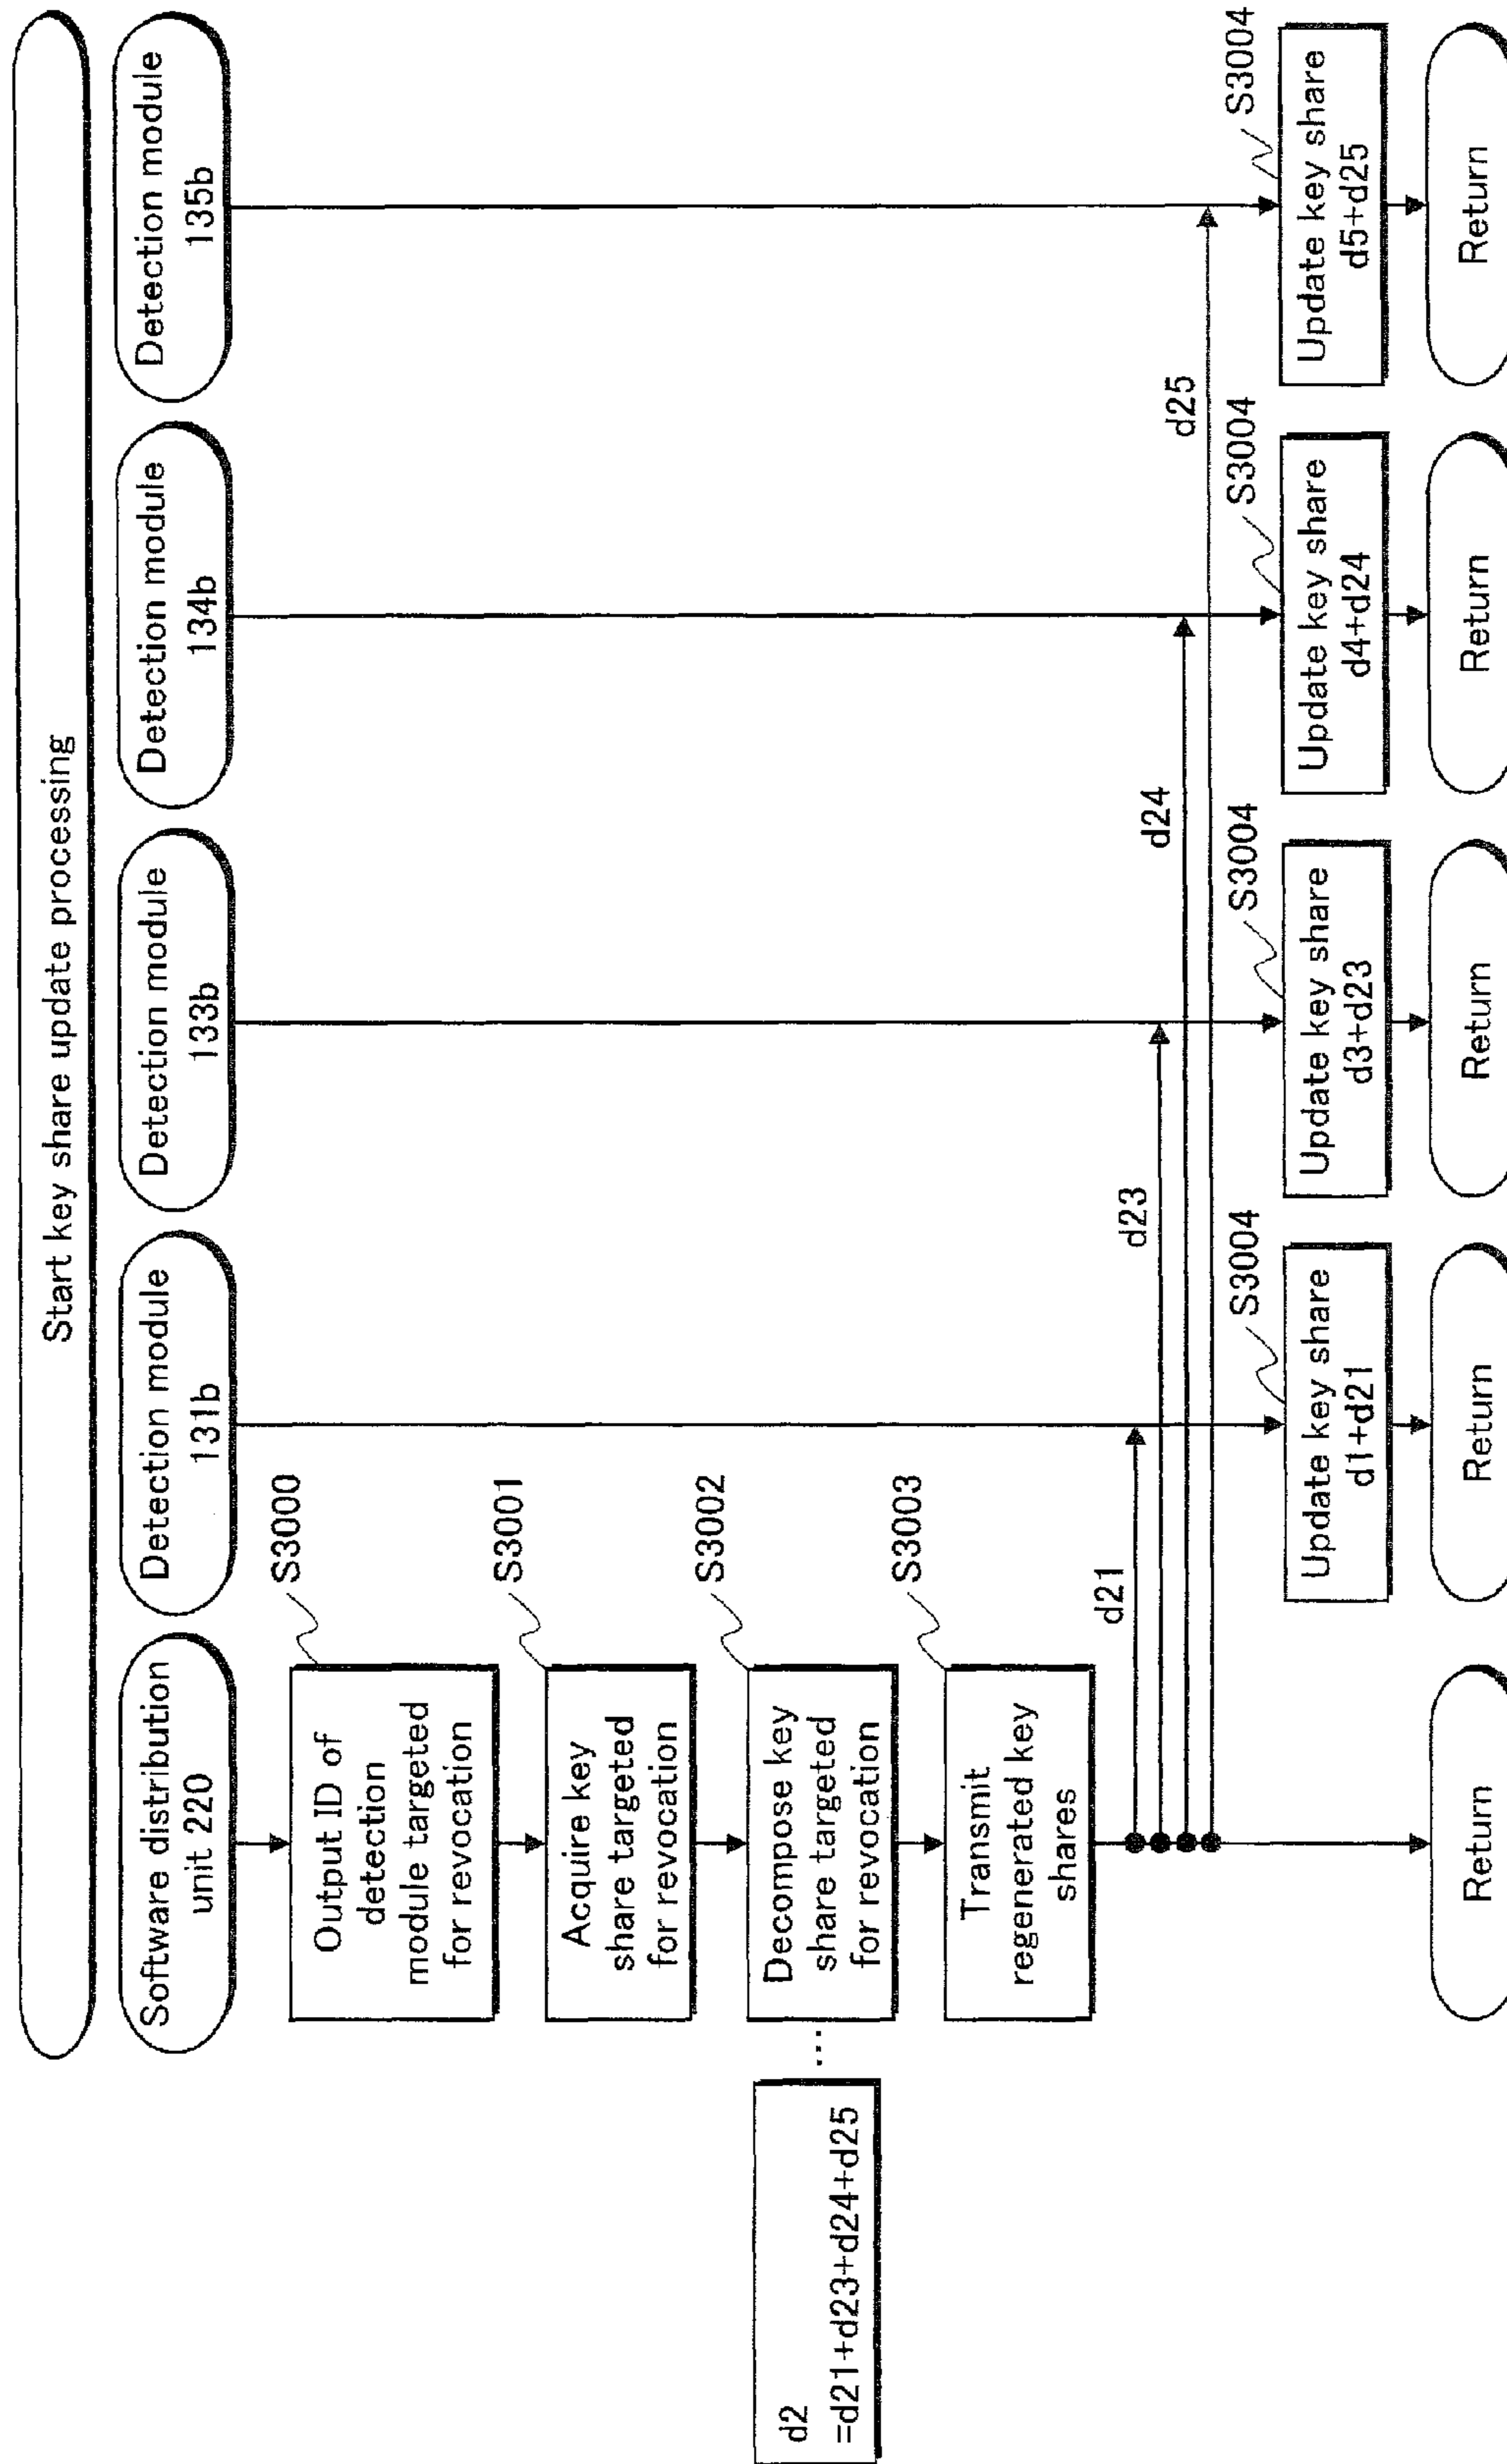 Start key share update processing
Software distribution
unit 220
Detection module
131b
Detection module
133b
Detection module
134b
Detection module
135b
S3000
Output ID of
detection
module targeted
for revocation
S3001
Acquire key
share targeted
for revocation
S3002
Decompose key
share targeted
for revocation
...
d2
=d21+d23+d24+d25
S3003
Transmit
regenerated key
shares
d21
d23
d24
d25
S3004
Update key share
d1+d21
S3004
Update key share
d3+d23
S3004
Update key share
d4+d24
S3004
Update key share
d5+d25
Return
Return
Return
Return
Return